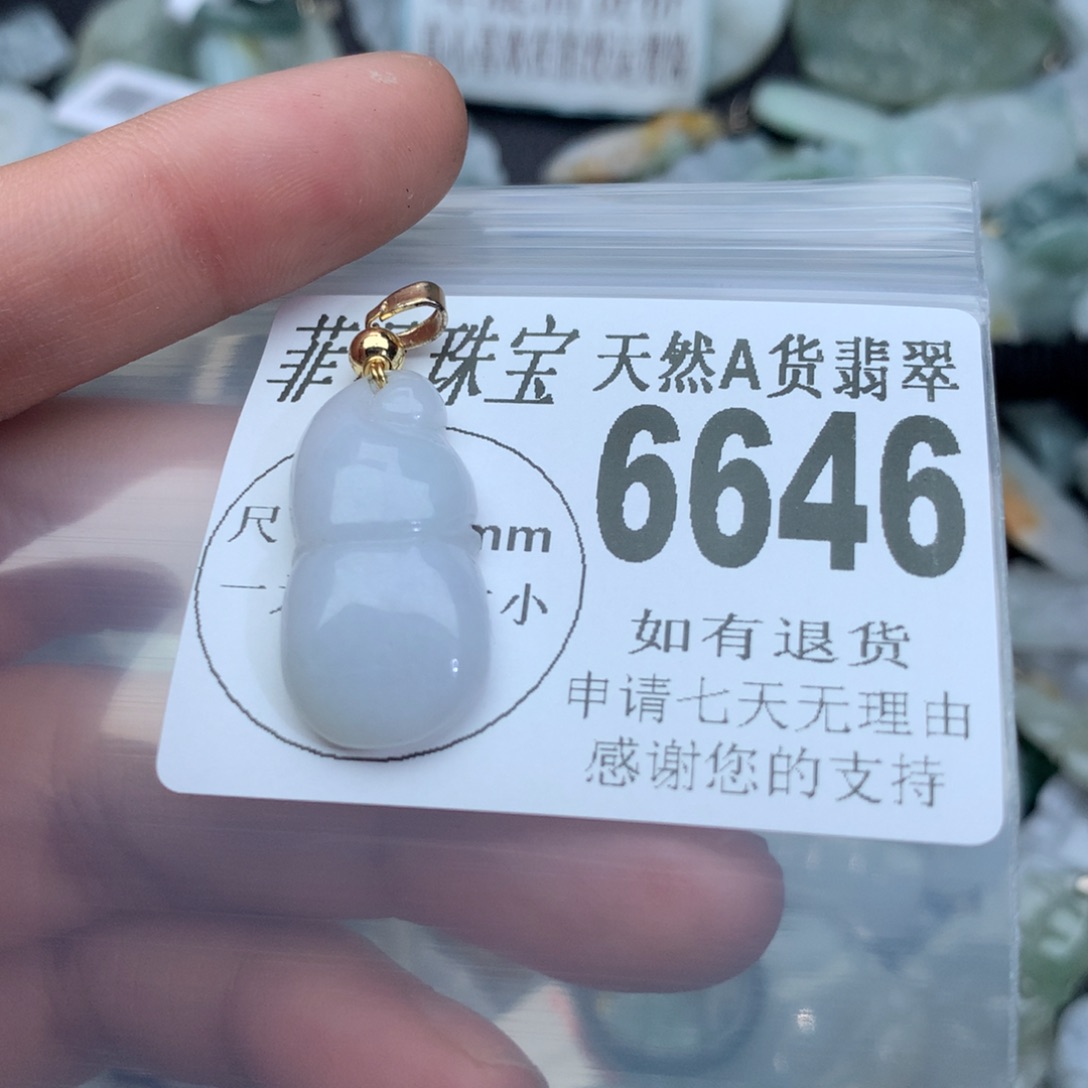 菲 珠宝
天然A货翡翠
6646
尺 mm
一 小
如有退货
申请七天无理由
感谢您的支持